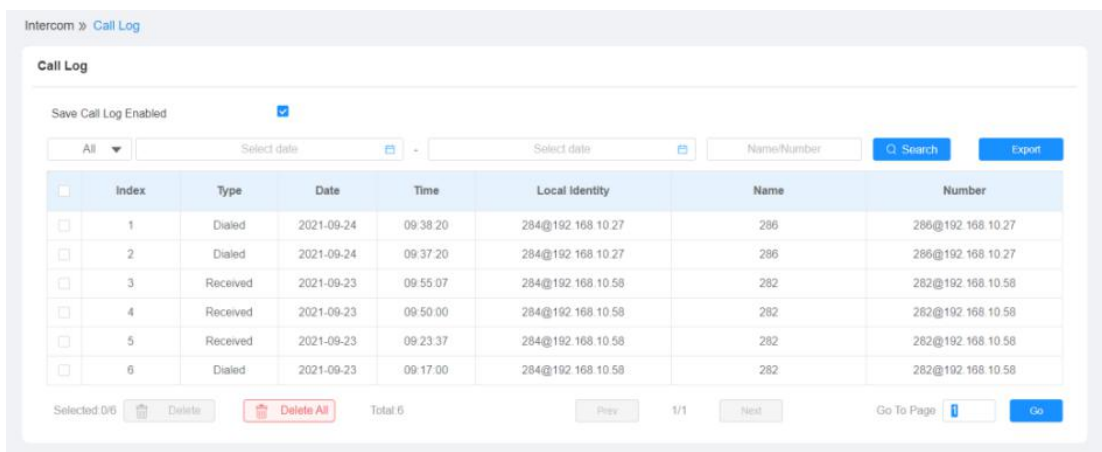 Intercom » Call Log
Call Log
Save Call Log Enabled
All Select date - Select date Name/Number Search Export
Index Type Date Time Local Identity Name Number
1 Dialed 2021-09-24 09:38:20 284@192.168.10.27 286 286@192.168.10.27
2 Dialed 2021-09-24 09:37:20 284@192.168.10.27 286 286@192.168.10.27
3 Received 2021-09-23 09:55:07 284@192.168.10.58 282 282@192.168.10.58
4 Received 2021-09-23 09:50:00 284@192.168.10.58 282 282@192.168.10.58
5 Received 2021-09-23 09:23:37 284@192.168.10.58 282 282@192.168.10.58
6 Dialed 2021-09-23 09:17:00 284@192.168.10.58 282 282@192.168.10.58
Selected:0/6 Delete Delete All Total:6 Prev 1/1 Next Go To Page 1 Go